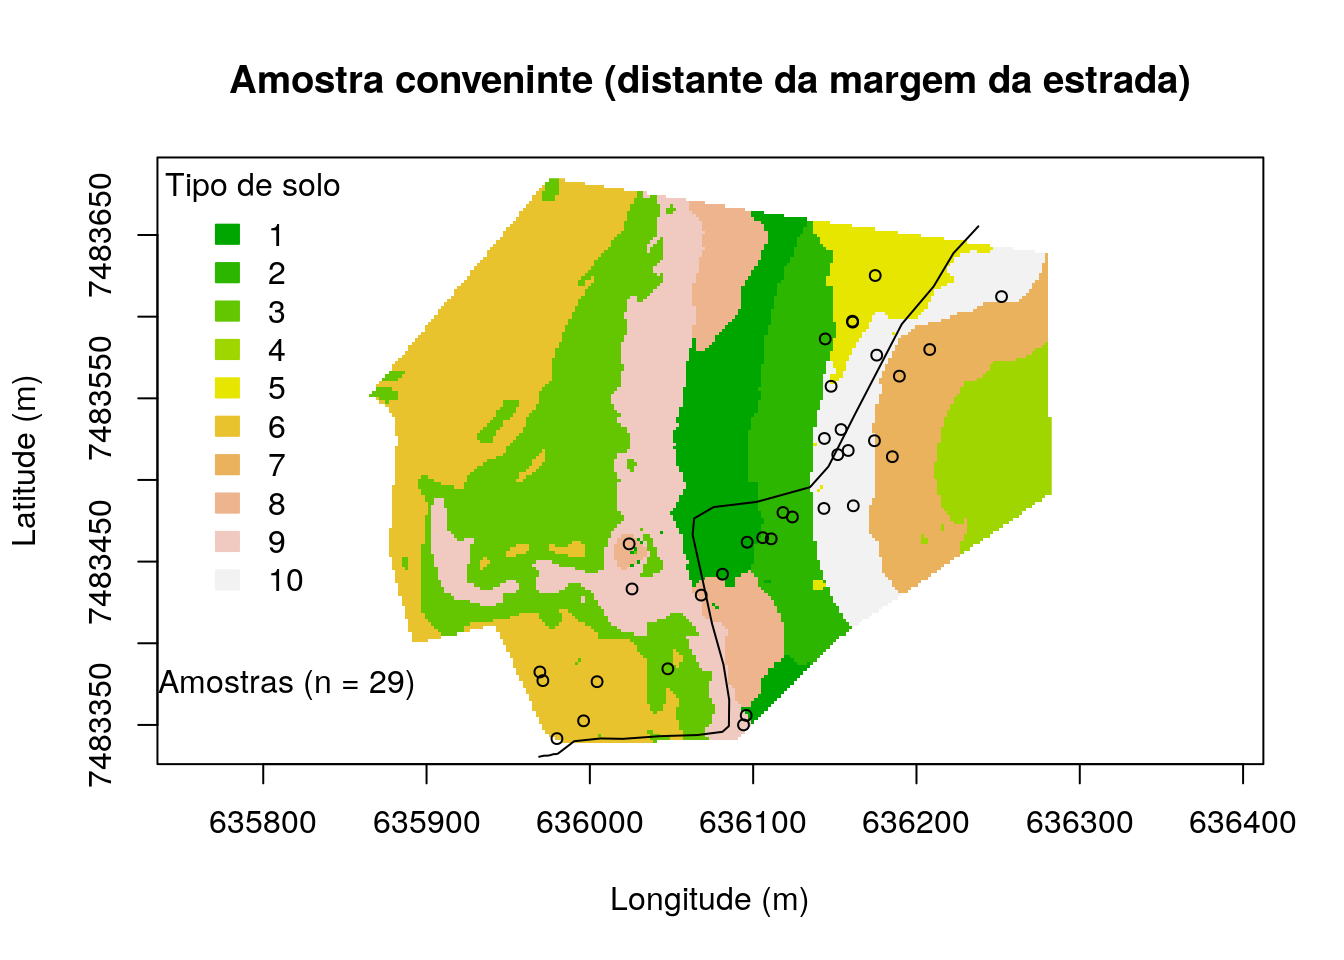 Amostra conveninte (distante da margem da estrada)
Tipo de solo
1
2
3
4
5
6
7
8
9
10
Amostras (n = 29)
Latitude (m)
7483650
7483550
7483450
7483350
635800 635900 636000 636100 636200 636300 636400
Longitude (m)